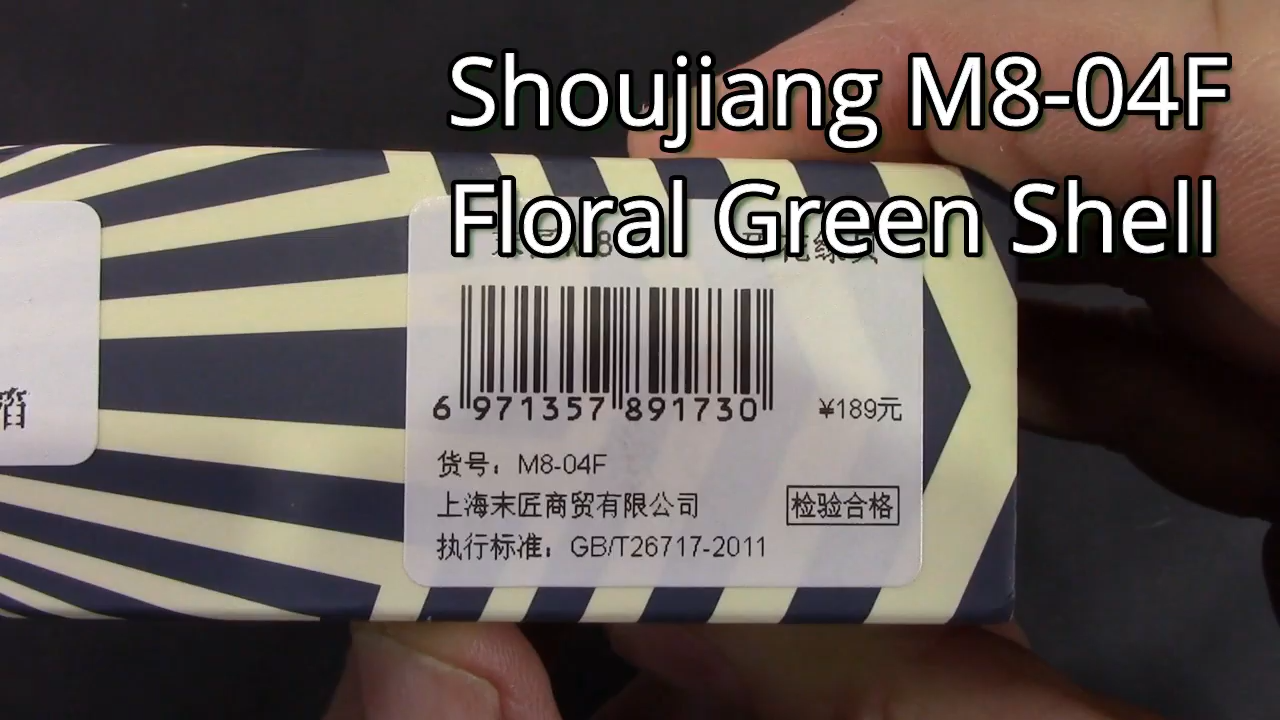 Shoujiang M8-04F
Floral Green Shell
6 971357 891730
¥189元
货号：M8-04F
上海末匠商贸有限公司
检验合格
执行标准：GB/T26717-2011